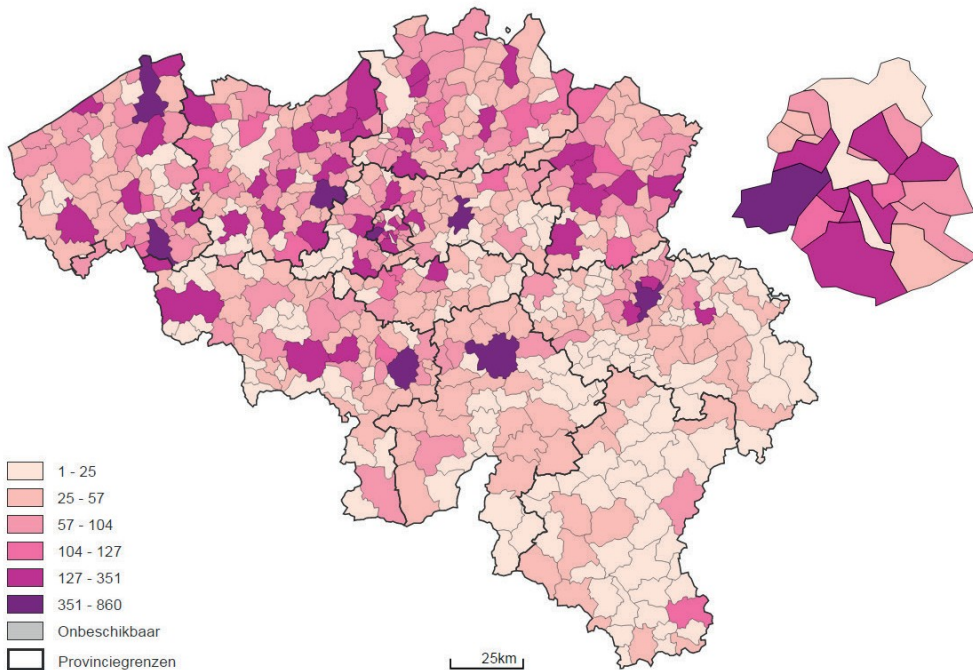 1 - 25
25 - 57
57 - 104
104 - 127
127 - 351
351 - 860
Onbeschikbaar
Provinciegrenzen
25km